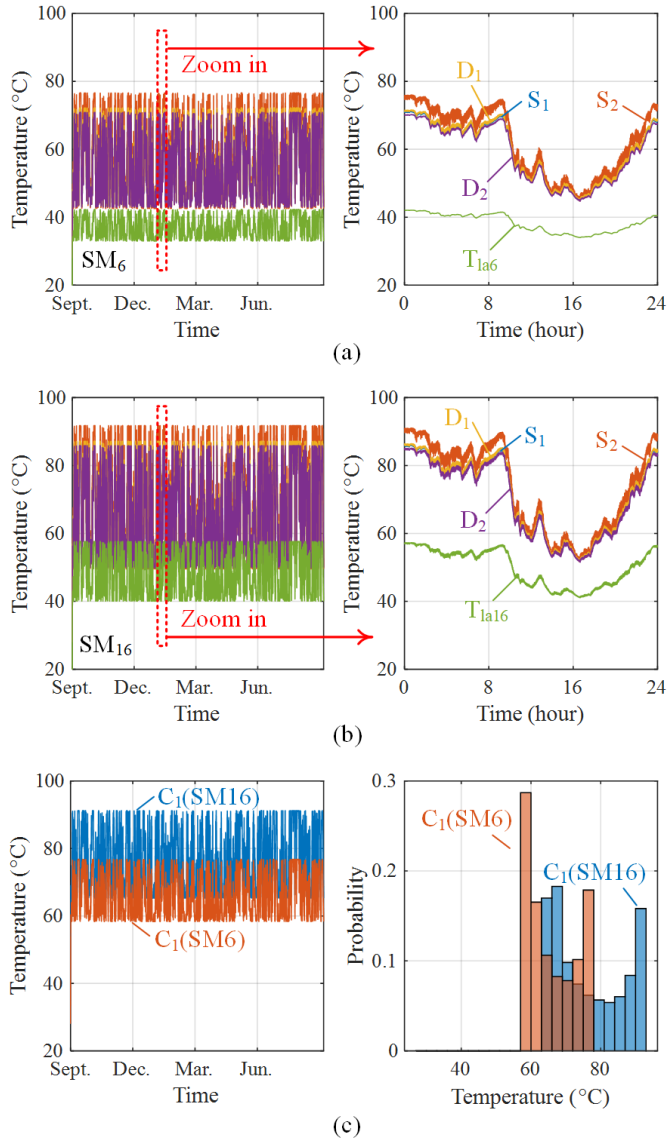 100
80
60
40
20
Temperature (°C)
Zoom in
SM6
Sept. Dec. Mar. Jun.
Time
100
80
60
40
20
Temperature (°C)
D1
S1
S2
D2
Tla6
0 8 16 24
Time (hour)
(a)
100
80
60
40
20
Temperature (°C)
Zoom in
SM16
Sept. Dec. Mar. Jun.
Time
100
80
60
40
20
Temperature (°C)
D1
S1
S2
D2
Tla16
0 8 16 24
Time (hour)
(b)
100
80
60
40
20
Temperature (°C)
C1(SM16)
C1(SM6)
Sept. Dec. Mar. Jun.
Time
0.3
0.2
0.1
0
Probability
C1(SM6)
C1(SM16)
40 60 80
Temperature (°C)
(c)